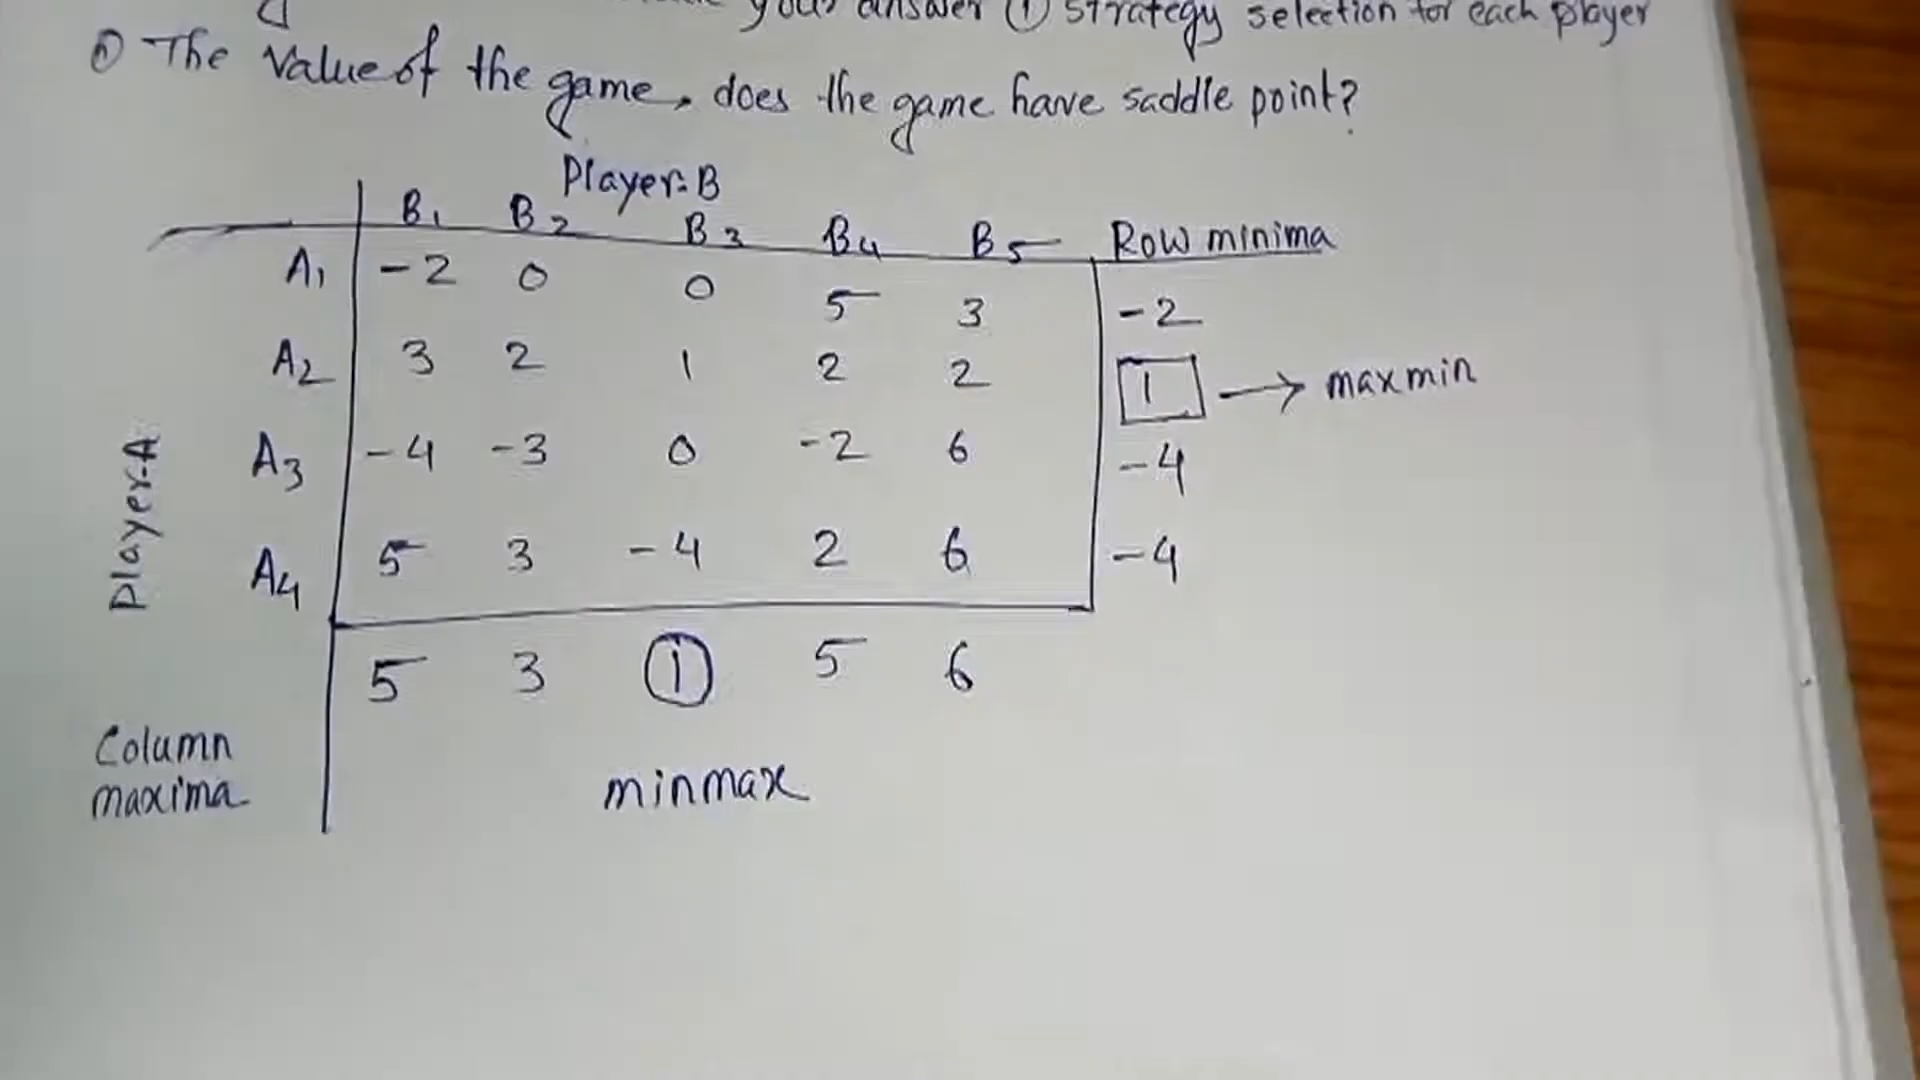 your answer ① strategy selection for each player
The value of the game, does the game have saddle point?
Player-B
B1 B2 B3 B4 B5 Row minima
A1 -2 0 0 5 3 -2
A2 3 2 1 2 2 1 → maxmin
Player-A
A3 -4 -3 0 -2 6 -4
A4 5 3 -4 2 6 -4
5 3 1 5 6
Column
maxima
minmax